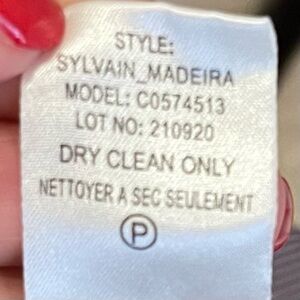 STYLE:
SYLVAIN_MADEIRA
MODEL: C0574513
LOT NO: 210920
DRY CLEAN ONLY
NETTOYER A SEC SEULEMENT
P